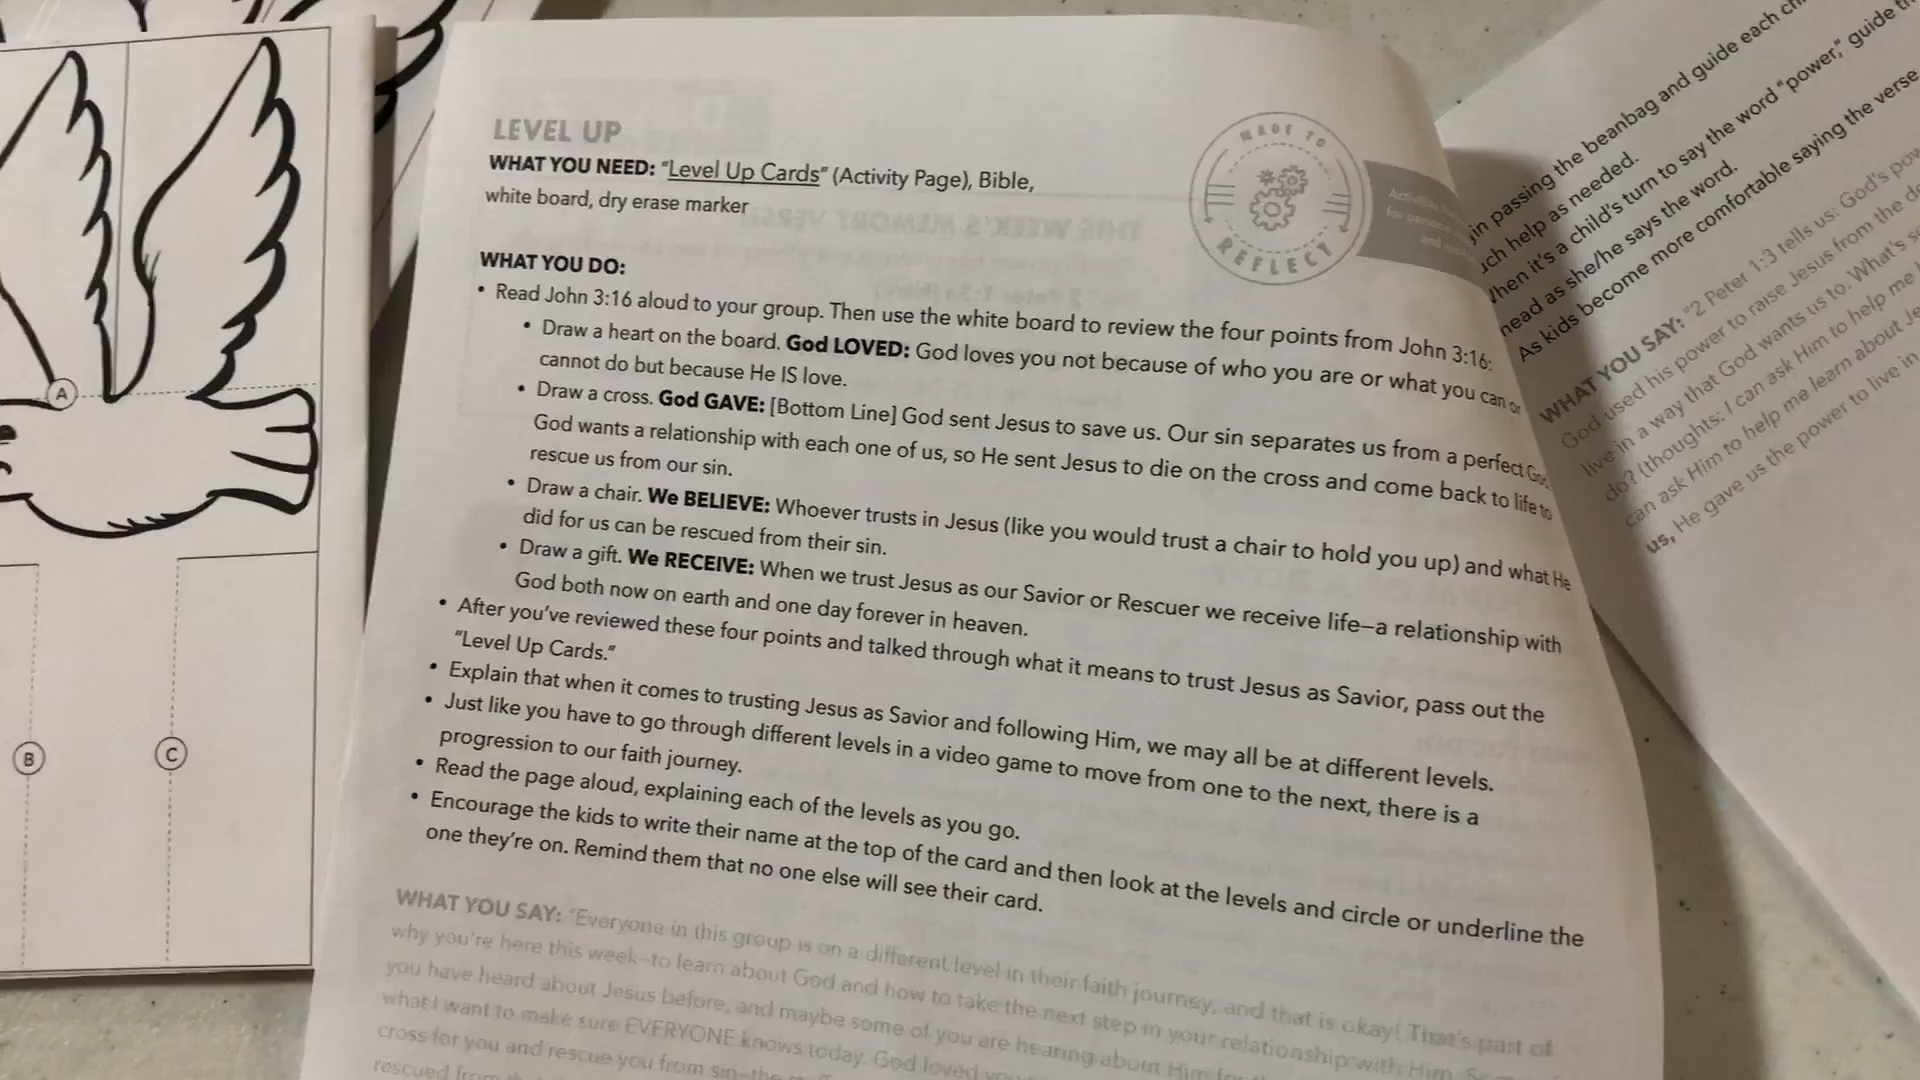 LEVEL UP
WHAT YOU NEED: "Level Up Cards" (Activity Page), Bible,
white board, dry erase marker
MADE TO
REFLECT
WHAT YOU DO:
• Read John 3:16 aloud to your group. Then use the white board to review the four points from John 3:16:
• Draw a heart on the board. God LOVED: God loves you not because of who you are or what you can or
cannot do but because He IS love.
• Draw a cross. God GAVE: [Bottom Line] God sent Jesus to save us. Our sin separates us from a perfect God.
God wants a relationship with each one of us, so He sent Jesus to die on the cross and come back to life to
rescue us from our sin.
• Draw a chair. We BELIEVE: Whoever trusts in Jesus (like you would trust a chair to hold you up) and what He
did for us can be rescued from their sin.
• Draw a gift. We RECEIVE: When we trust Jesus as our Savior or Rescuer we receive life—a relationship with
God both now on earth and one day forever in heaven.
• After you've reviewed these four points and talked through what it means to trust Jesus as Savior, pass out the
"Level Up Cards."
• Explain that when it comes to trusting Jesus as Savior and following Him, we may all be at different levels.
• Just like you have to go through different levels in a video game to move from one to the next, there is a
progression to our faith journey.
• Read the page aloud, explaining each of the levels as you go.
• Encourage the kids to write their name at the top of the card and then look at the levels and circle or underline the
one they're on. Remind them that no one else will see their card.
WHAT YOU SAY: "Everyone in this group is on a different level in their faith journey, and that is okay! That's part of
why you're here this week—to learn about God and how to take the next step in your relationship with Him.
you have heard about Jesus before, and maybe some of you are hearing about Him for
what I want to make sure EVERYONE knows today. God loved
cross for you and rescue you from sin—the
rescued from
A
B
C
passing the beanbag and guide each
help as needed.
When it's a child's turn to say the word "power," guide
head as she/he says the word.
As kids become more comfortable saying the verse
WHAT YOU SAY: "2 Peter 1:3 tells us: God's
God used his power to raise Jesus from the
live in a way that God wants us to. What's
do? (thoughts: I can ask Him to help me
can ask Him to help me learn about
us, He gave us the power to live in